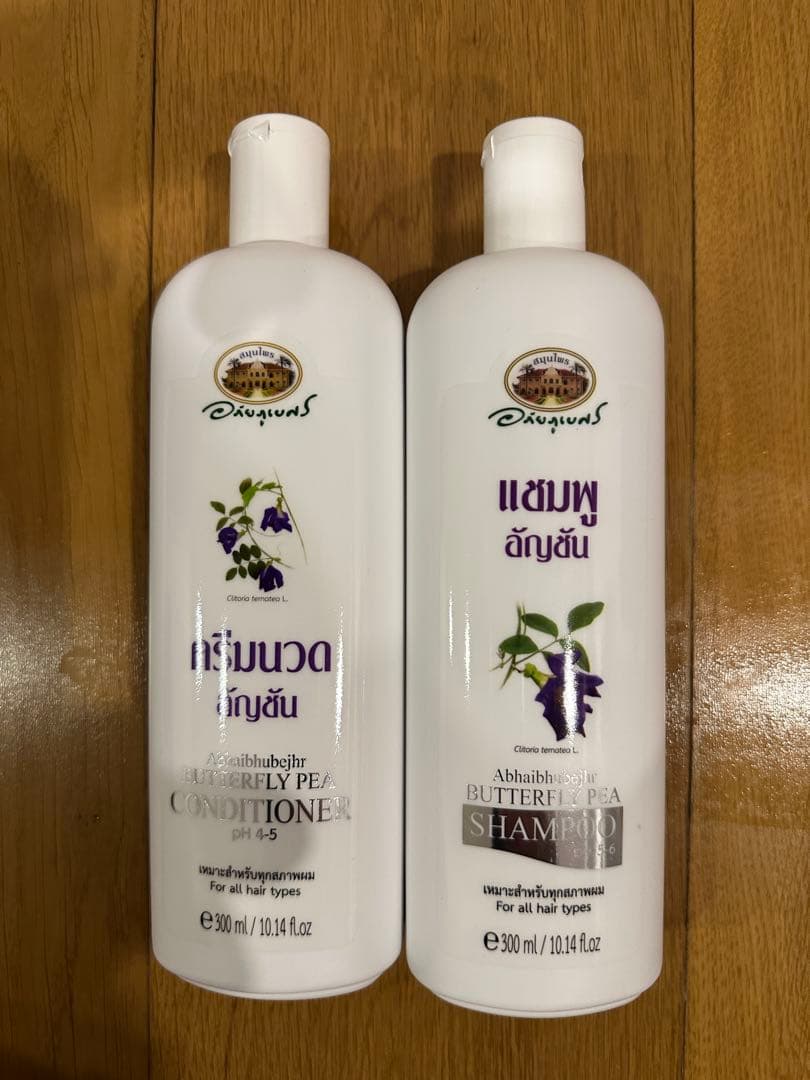 สมุนไพร
อภัยภูเบศร
Clitoria ternatea L.
ครีมนวด
อัญชัน
Abhaibhubejhr
BUTTERFLY PEA
CONDITIONER
pH 4-5
เหมาะสำหรับทุกสภาพผม
For all hair types
e 300 ml / 10.14 fl.oz
สมุนไพร
อภัยภูเบศร
แชมพู
อัญชัน
Clitoria ternatea L.
Abhaibhubejhr
BUTTERFLY PEA
SHAMPOO
5-6
เหมาะสำหรับทุกสภาพผม
For all hair types
e 300 ml / 10.14 fl.oz